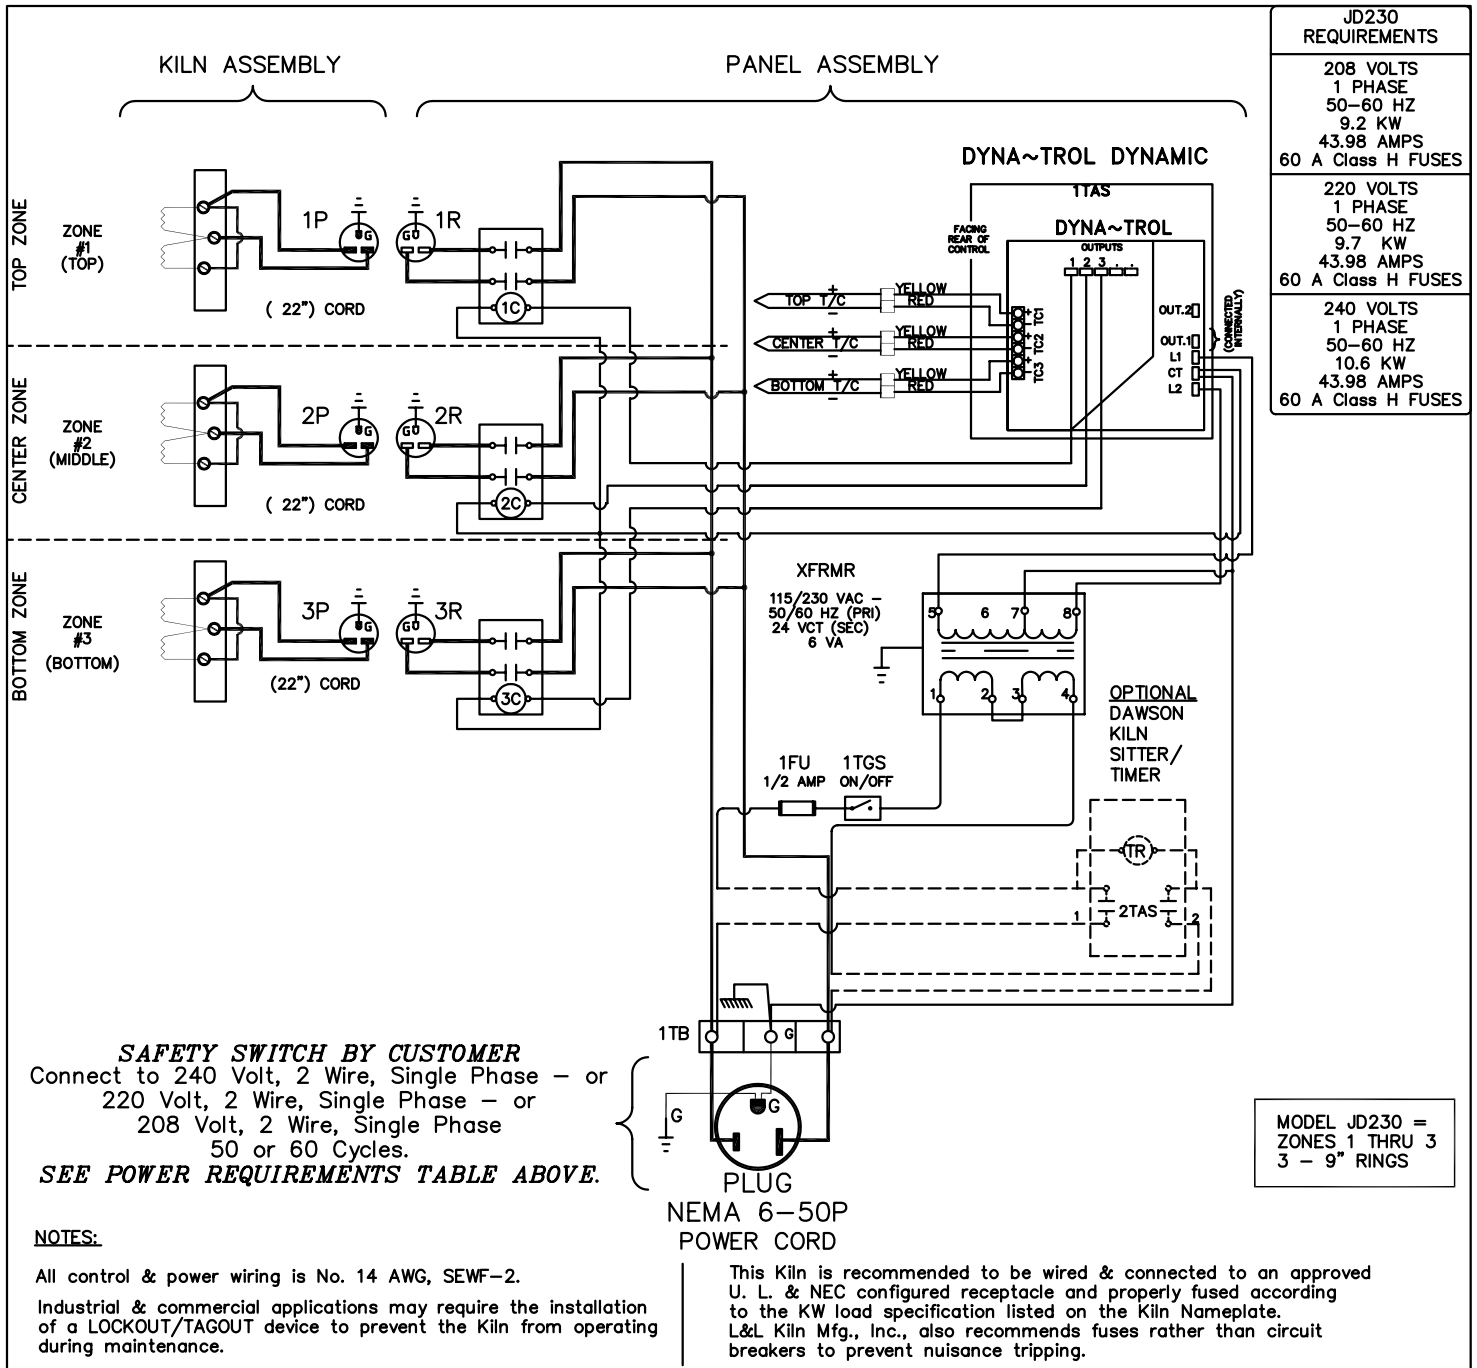 JD230
REQUIREMENTS
208 VOLTS
1 PHASE
50-60 HZ
9.2 KW
43.98 AMPS
60 A Class H FUSES
220 VOLTS
1 PHASE
50-60 HZ
9.7 KW
43.98 AMPS
60 A Class H FUSES
240 VOLTS
1 PHASE
50-60 HZ
10.6 KW
43.98 AMPS
60 A Class H FUSES
KILN ASSEMBLY
PANEL ASSEMBLY
DYNA~TROL DYNAMIC
1TAS
FACING
REAR OF
CONTROL
DYNA~TROL
OUTPUTS
1 2 3 . .
OUT.2
OUT.1
(CONNECTED
INTERNALLY)
L1
CT
L2
+ TOP T/C -
YELLOW
RED
+ TC1
+ CENTER T/C -
YELLOW
RED
+ TC2
+ BOTTOM T/C -
YELLOW
RED
+ TC3
TOP ZONE
ZONE
#1
(TOP)
1P
G
G
1R
1C
( 22") CORD
CENTER ZONE
ZONE
#2
(MIDDLE)
2P
G
G
2R
2C
( 22") CORD
BOTTOM ZONE
ZONE
#3
(BOTTOM)
3P
G
G
3R
3C
(22") CORD
XFRMR
115/230 VAC -
50/60 HZ (PRI)
24 VCT (SEC)
6 VA
5 6 7 8
1 2 3 4
OPTIONAL
DAWSON
KILN
SITTER/
TIMER
1FU
1/2 AMP
1TGS
ON/OFF
TR
1 2TAS 2
1TB
G
G
G
PLUG
NEMA 6-50P
POWER CORD
SAFETY SWITCH BY CUSTOMER
Connect to 240 Volt, 2 Wire, Single Phase - or
220 Volt, 2 Wire, Single Phase - or
208 Volt, 2 Wire, Single Phase
50 or 60 Cycles.
SEE POWER REQUIREMENTS TABLE ABOVE.
MODEL JD230 =
ZONES 1 THRU 3
3 - 9" RINGS
NOTES:
All control & power wiring is No. 14 AWG, SEWF-2.
Industrial & commercial applications may require the installation
of a LOCKOUT/TAGOUT device to prevent the Kiln from operating
during maintenance.
This Kiln is recommended to be wired & connected to an approved
U. L. & NEC configured receptacle and properly fused according
to the KW load specification listed on the Kiln Nameplate.
L&L Kiln Mfg., Inc., also recommends fuses rather than circuit
breakers to prevent nuisance tripping.